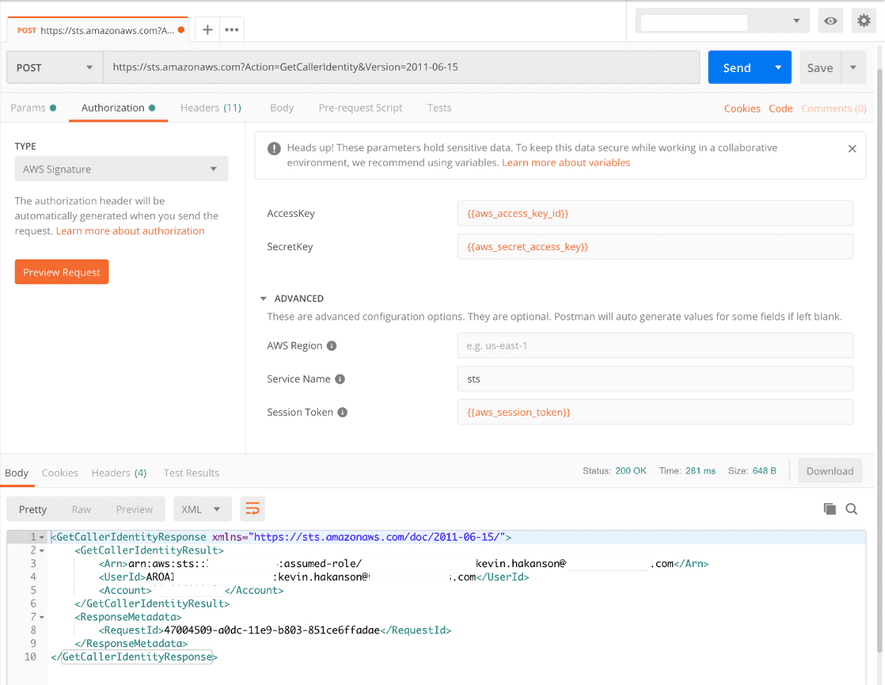 POST https://sts.amazonaws.com?A...
+ •••
POST https://sts.amazonaws.com?Action=GetCallerIdentity&Version=2011-06-15 Send Save
Params Authorization Headers (11) Body Pre-request Script Tests Cookies Code Comments (0)
TYPE
AWS Signature
The authorization header will be
automatically generated when you send the
request. Learn more about authorization
Preview Request
Heads up! These parameters hold sensitive data. To keep this data secure while working in a collaborative
environment, we recommend using variables. Learn more about variables
AccessKey {{aws_access_key_id}}
SecretKey {{aws_secret_access_key}}
ADVANCED
These are advanced configuration options. They are optional. Postman will auto generate values for some fields if left blank.
AWS Region e.g. us-east-1
Service Name sts
Session Token {{aws_session_token}}
Body Cookies Headers (4) Test Results Status: 200 OK Time: 281 ms Size: 648 B Download
Pretty Raw Preview XML
1 <GetCallerIdentityResponse xmlns="https://sts.amazonaws.com/doc/2011-06-15/">
2 <GetCallerIdentityResult>
3 <Arn>arn:aws:sts:: :assumed-role/ kevin.hakanson@ .com</Arn>
4 <UserId>AROA :kevin.hakanson@ .com</UserId>
5 <Account> </Account>
6 </GetCallerIdentityResult>
7 <ResponseMetadata>
8 <RequestId>47004509-a0dc-11e9-b803-851ce6ffadae</RequestId>
9 </ResponseMetadata>
10 </GetCallerIdentityResponse>